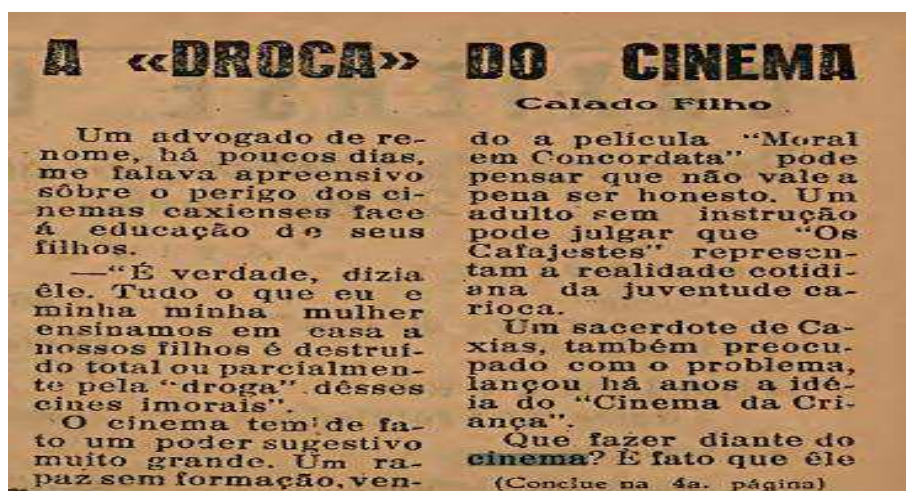 A «DROCA» DO CINEMA
Calado Filho
Um advogado de re-
nome, há poucos dias,
me falava apreensivo
sôbre o perigo dos ci-
nemas caxienses face
á educação de seus
filhos.
—"É verdade, dizia
êle. Tudo o que eu e
minha minha mulher
ensinamos em casa a
nossos filhos é destruí-
do total ou parcialmen-
te pela "droga" dêsses
cines imorais".
O cinema tem de fa-
to um poder sugestivo
muito grande. Um ra-
paz sem formação, ven-
do a película "Moral
em Concordata" pode
pensar que não vale a
pena ser honesto. Um
adulto sem instrução
pode julgar que "Os
Cafajestes" represen-
tam a realidade cotidi-
ana da juventude ca-
rioca.
Um sacerdote de Ca-
xias, também preocu-
pado com o problema,
lançou há anos a idé-
ia do "Cinema da Cri-
ança".
Que fazer diante do
cinema? É fato que êle
(Conclue na 4a. página)